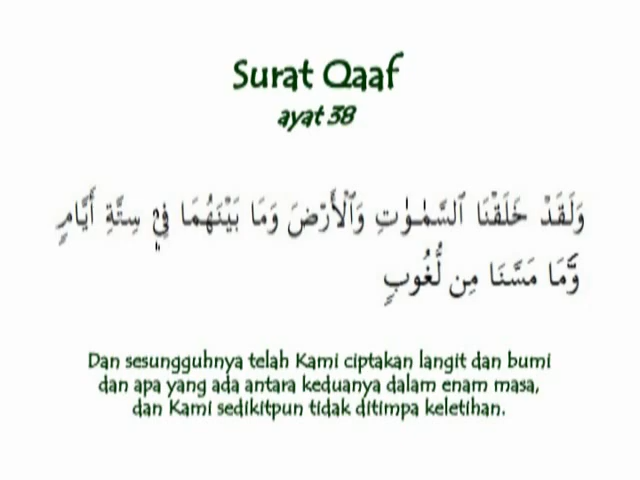 Surat Qaaf
ayat 38
وَلَقَدْ خَلَقْنَا ٱلسَّمَٰوَٰتِ وَٱلْأَرْضَ وَمَا بَيْنَهُمَا فِى سِتَّةِ أَيَّامٍ
وَّمَا مَسَّنَا مِن لُّغُوبٍ
Dan sesungguhnya telah Kami ciptakan langit dan bumi
dan apa yang ada antara keduanya dalam enam masa,
dan Kami sedikitpun tidak ditimpa keletihan.